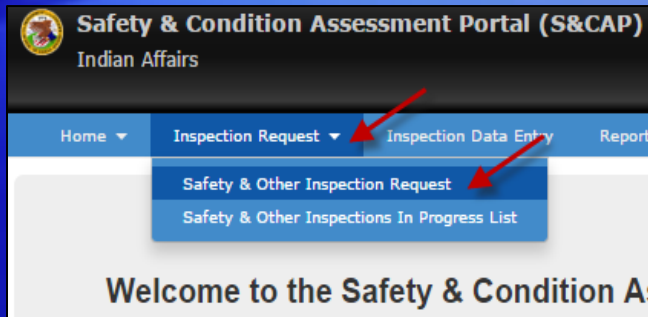 Safety & Condition Assessment Portal (S&CAP)
Indian Affairs
Home Inspection Request Inspection Data Entry Report
Safety & Other Inspection Request
Safety & Other Inspections In Progress List
Welcome to the Safety & Condition As